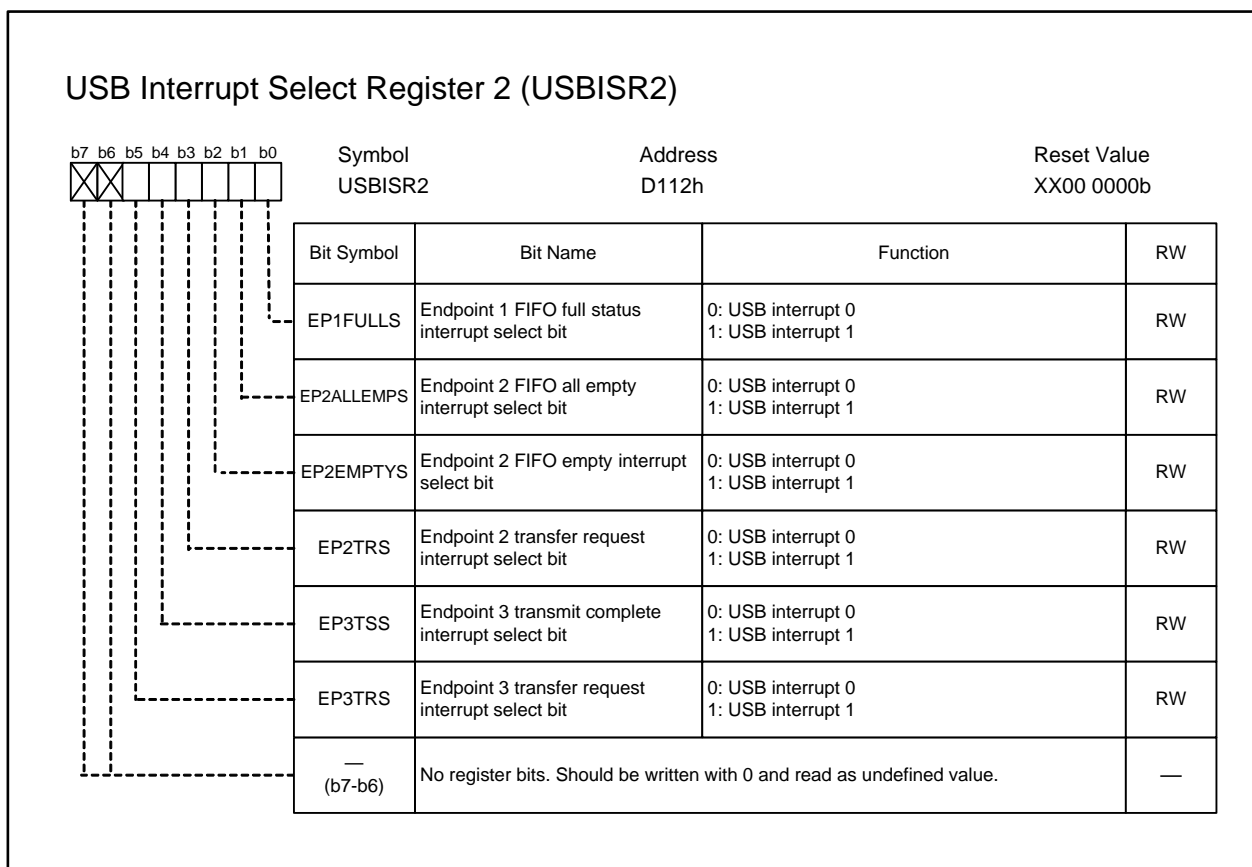 USB Interrupt Select Register 2 (USBISR2)
b7 b6 b5 b4 b3 b2 b1 b0
Symbol Address Reset Value
USBISR2 D112h XX00 0000b
Bit Symbol Bit Name Function RW
EP1FULLS Endpoint 1 FIFO full status 0: USB interrupt 0 RW
interrupt select bit 1: USB interrupt 1
EP2ALLEMPS Endpoint 2 FIFO all empty 0: USB interrupt 0 RW
interrupt select bit 1: USB interrupt 1
EP2EMPTYS Endpoint 2 FIFO empty interrupt 0: USB interrupt 0 RW
select bit 1: USB interrupt 1
EP2TRS Endpoint 2 transfer request 0: USB interrupt 0 RW
interrupt select bit 1: USB interrupt 1
EP3TSS Endpoint 3 transmit complete 0: USB interrupt 0 RW
interrupt select bit 1: USB interrupt 1
EP3TRS Endpoint 3 transfer request 0: USB interrupt 0 RW
interrupt select bit 1: USB interrupt 1
— No register bits. Should be written with 0 and read as undefined value. —
(b7-b6)